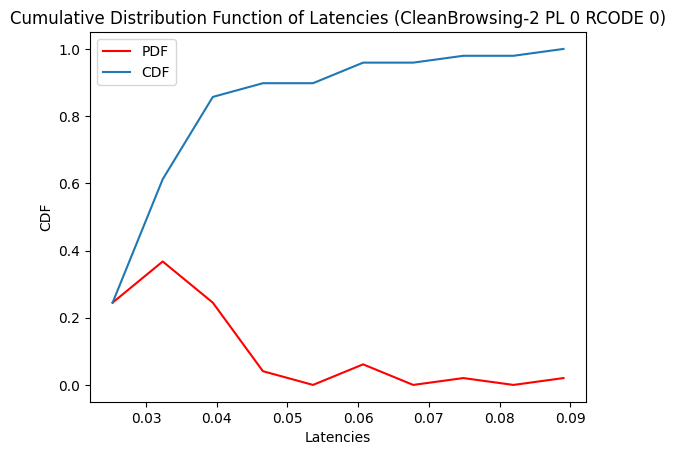 Cumulative Distribution Function of Latencies (CleanBrowsing-2 PL 0 RCODE 0)
PDF
CDF
1.0
0.8
0.6
0.4
0.2
0.0
CDF
0.03 0.04 0.05 0.06 0.07 0.08 0.09
Latencies